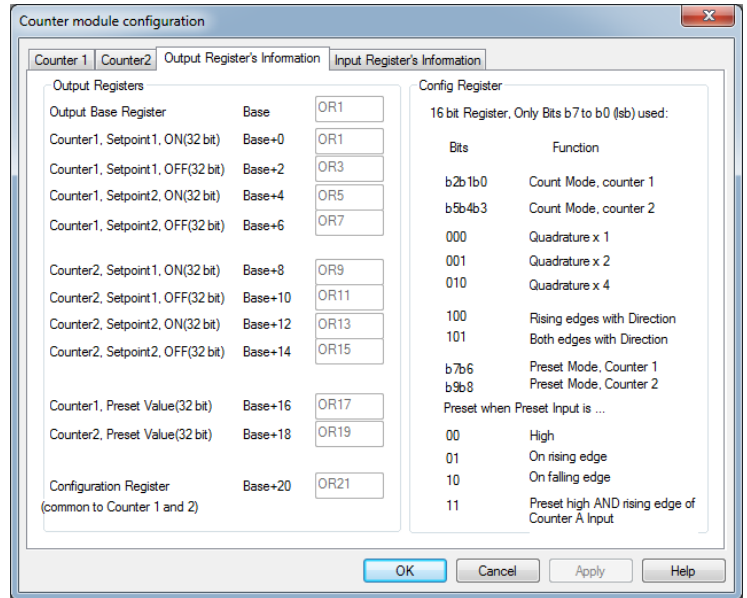 Counter module configuration
x
Counter 1 Counter2 Output Register's Information Input Register's Information
Output Registers
Output Base Register Base OR1
Counter1, Setpoint1, ON(32 bit) Base+0 OR1
Counter1, Setpoint1, OFF(32 bit) Base+2 OR3
Counter1, Setpoint2, ON(32 bit) Base+4 OR5
Counter1, Setpoint2, OFF(32 bit) Base+6 OR7
Counter2, Setpoint1, ON(32 bit) Base+8 OR9
Counter2, Setpoint1, OFF(32 bit) Base+10 OR11
Counter2, Setpoint2, ON(32 bit) Base+12 OR13
Counter2, Setpoint2, OFF(32 bit) Base+14 OR15
Counter1, Preset Value(32 bit) Base+16 OR17
Counter2, Preset Value(32 bit) Base+18 OR19
Configuration Register Base+20 OR21
(common to Counter 1 and 2)
Config Register
16 bit Register, Only Bits b7 to b0 (lsb) used:
Bits Function
b2b1b0 Count Mode, counter 1
b5b4b3 Count Mode, counter 2
000 Quadrature x 1
001 Quadrature x 2
010 Quadrature x 4
100 Rising edges with Direction
101 Both edges with Direction
b7b6 Preset Mode, Counter 1
b9b8 Preset Mode, Counter 2
Preset when Preset Input is ...
00 High
01 On rising edge
10 On falling edge
11 Preset high AND rising edge of
Counter A Input
OK Cancel Apply Help